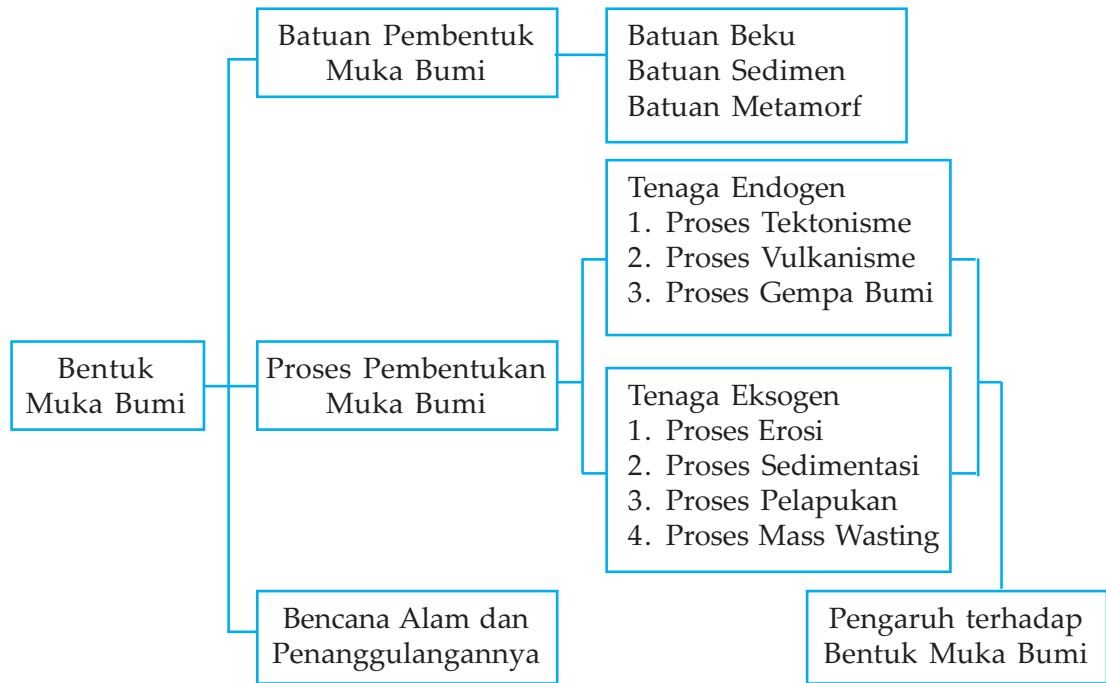 Batuan Pembentuk
Muka Bumi
Batuan Beku
Batuan Sedimen
Batuan Metamorf
Tenaga Endogen
1. Proses Tektonisme
2. Proses Vulkanisme
3. Proses Gempa Bumi
Bentuk
Muka Bumi
Proses Pembentukan
Muka Bumi
Tenaga Eksogen
1. Proses Erosi
2. Proses Sedimentasi
3. Proses Pelapukan
4. Proses Mass Wasting
Bencana Alam dan
Penanggulangannya
Pengaruh terhadap
Bentuk Muka Bumi